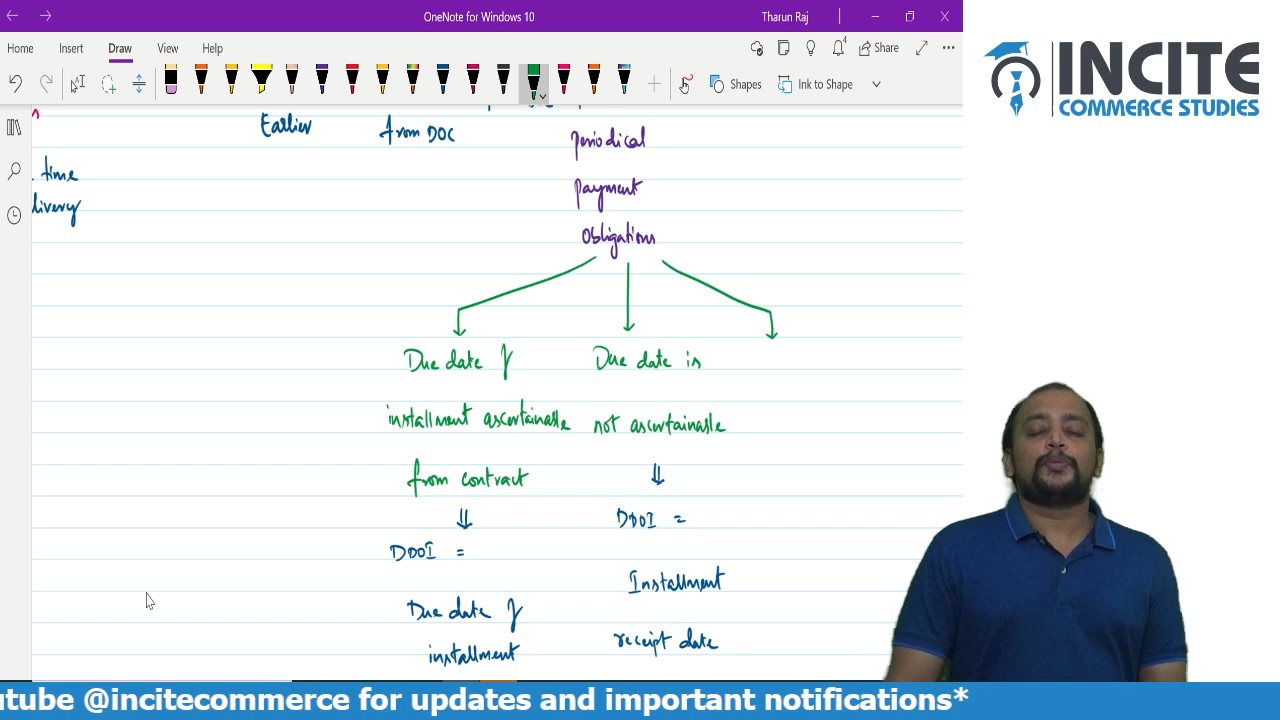 OneNote for Windows 10
Tharun Raj
Home Insert Draw View Help
4
Share
Shapes
Ink to Shape
INCITE
COMMERCE STUDIES
Earlier
from DOC
time
livery
periodical
payment
obligations
Due date of
installment ascertainable
from contract
⇓
DDOI =
Due date of
installment
Due date is
not ascertainable
⇓
DDOI =
Installment
receipt date
utube @incitecommerce for updates and important notifications*